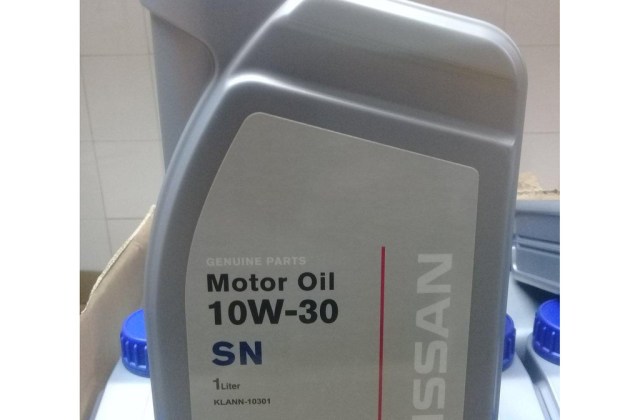 GENUINE PARTS
Motor Oil
10W-30
SN
1 Liter
KLANN-10301
NISSAN